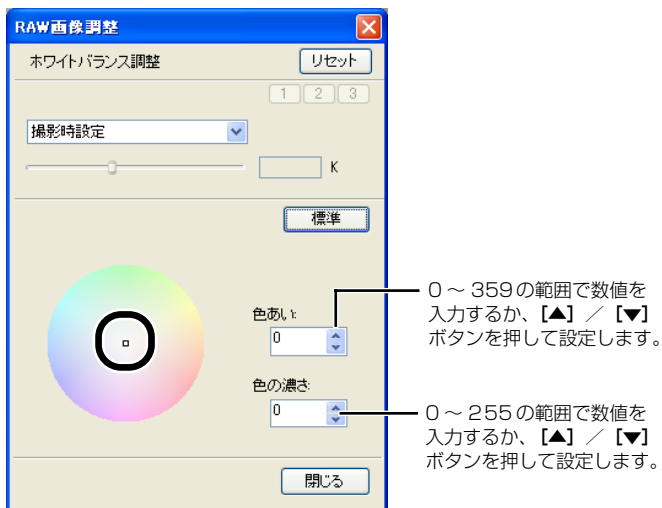 RAW画像調整
ホワイトバランス調整
リセット
1 2 3
撮影時設定
K
標準
色あい:
0
0～359の範囲で数値を
入力するか、[▲]／[▼]
ボタンを押して設定します。
色の濃さ:
0
0～255の範囲で数値を
入力するか、[▲]／[▼]
ボタンを押して設定します。
閉じる